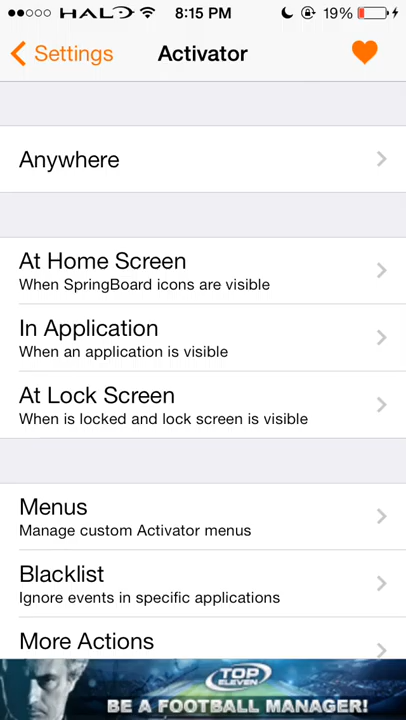 HALO 8:15 PM 19%
Settings Activator
Anywhere
At Home Screen
When SpringBoard icons are visible
In Application
When an application is visible
At Lock Screen
When is locked and lock screen is visible
Menus
Manage custom Activator menus
Blacklist
Ignore events in specific applications
More Actions
TOP
ELEVEN
BE A FOOTBALL MANAGER!